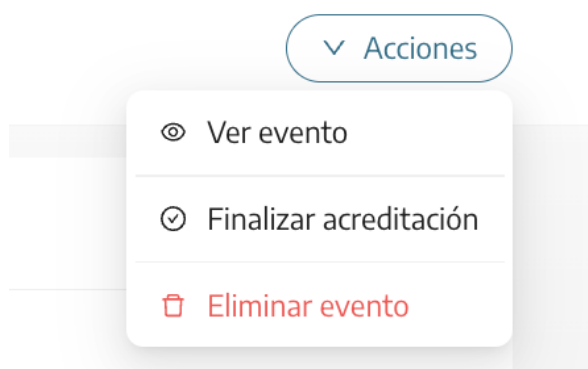 Acciones
Ver evento
Finalizar acreditación
Eliminar evento